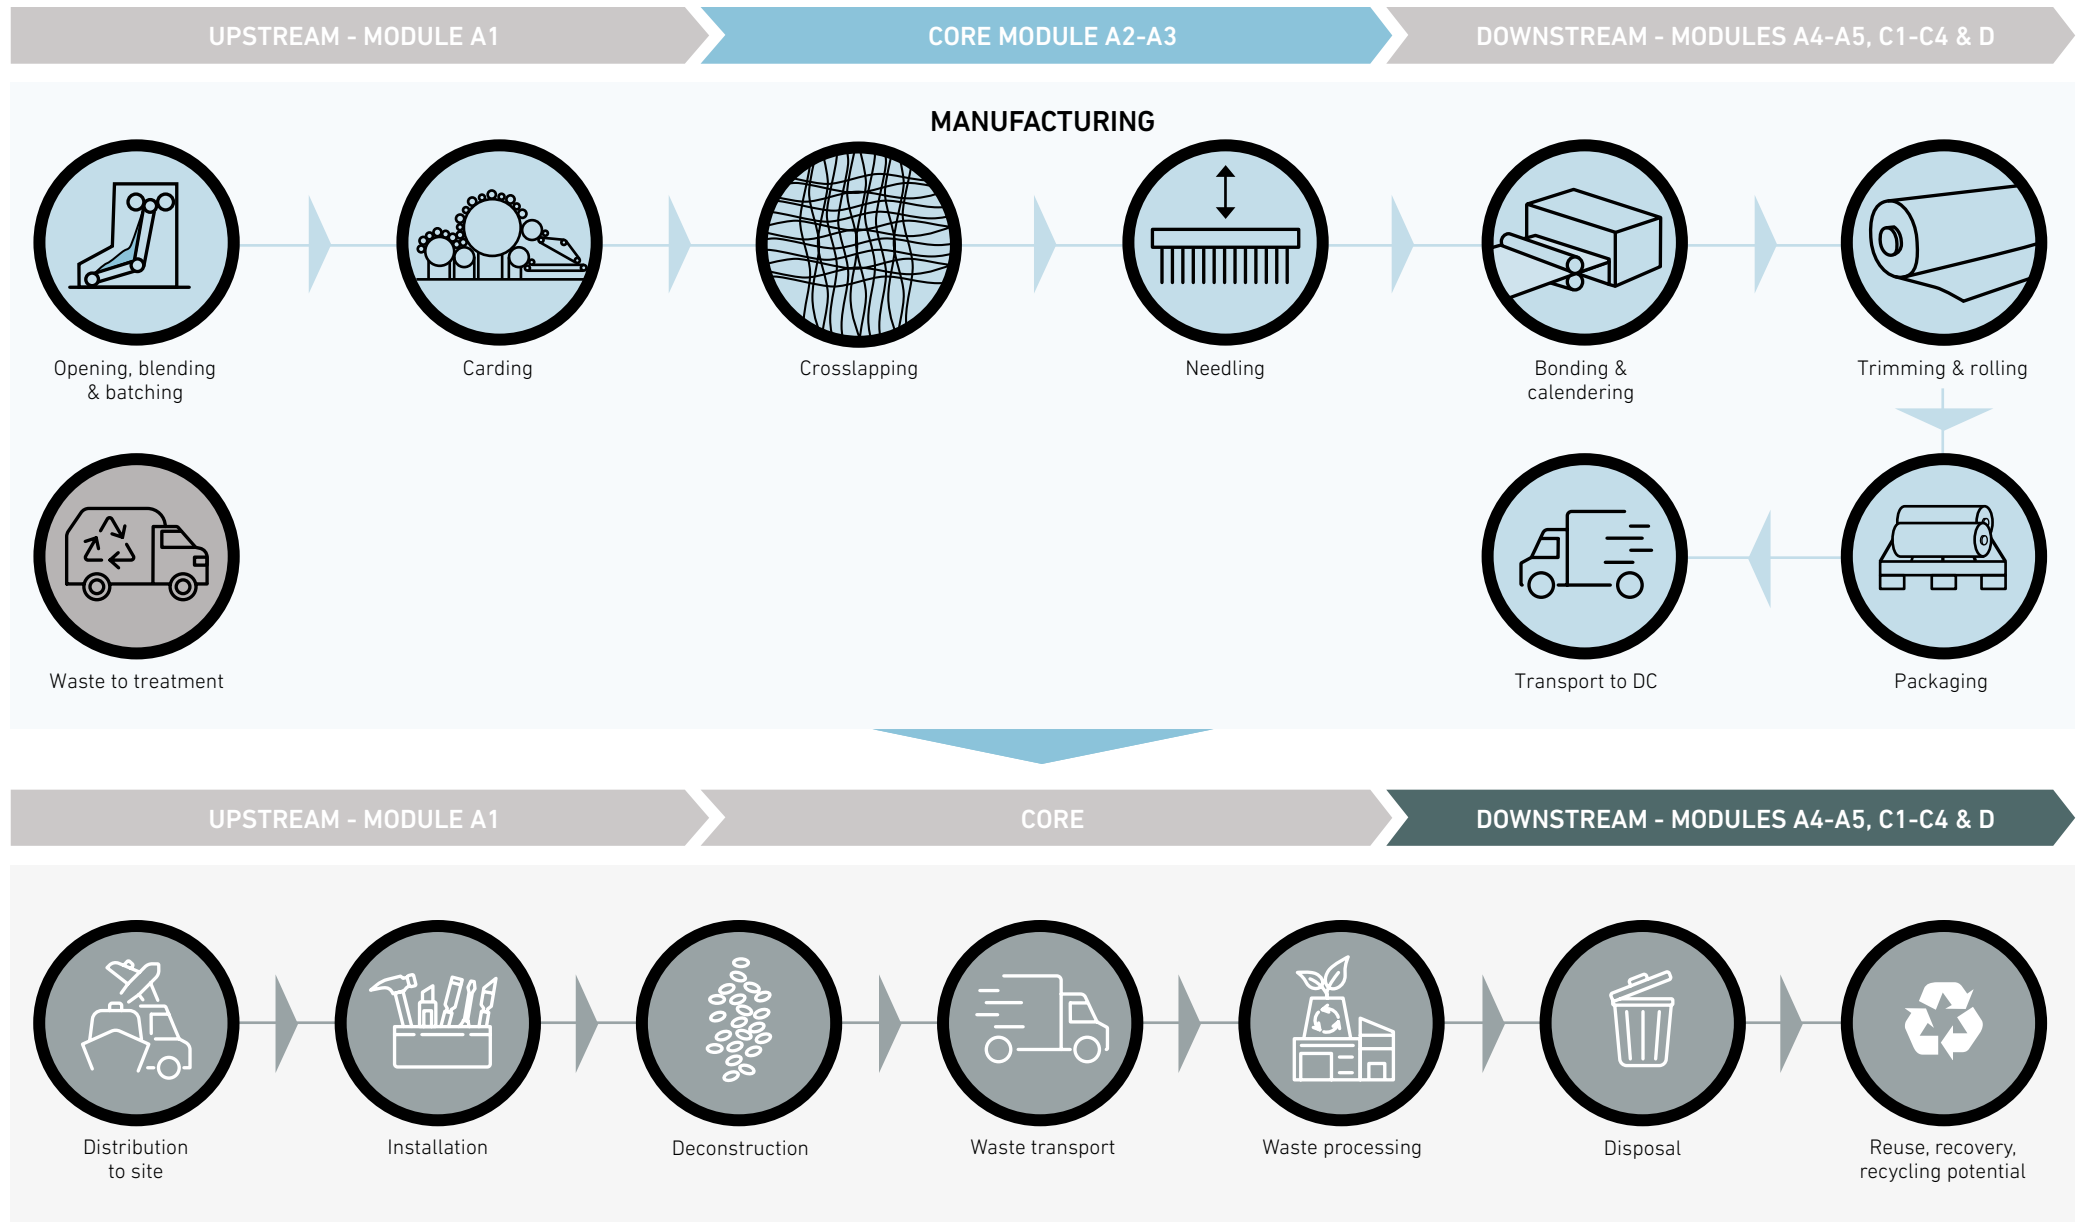 UPSTREAM - MODULE A1
CORE MODULE A2-A3
DOWNSTREAM - MODULES A4-A5, C1-C4 & D
MANUFACTURING
Opening, blending
& batching
Carding
Crosslapping
Needling
Bonding &
calendering
Trimming & rolling
Waste to treatment
Transport to DC
Packaging
UPSTREAM - MODULE A1
CORE
DOWNSTREAM - MODULES A4-A5, C1-C4 & D
Distribution
to site
Installation
Deconstruction
Waste transport
Waste processing
Disposal
Reuse, recovery,
recycling potential